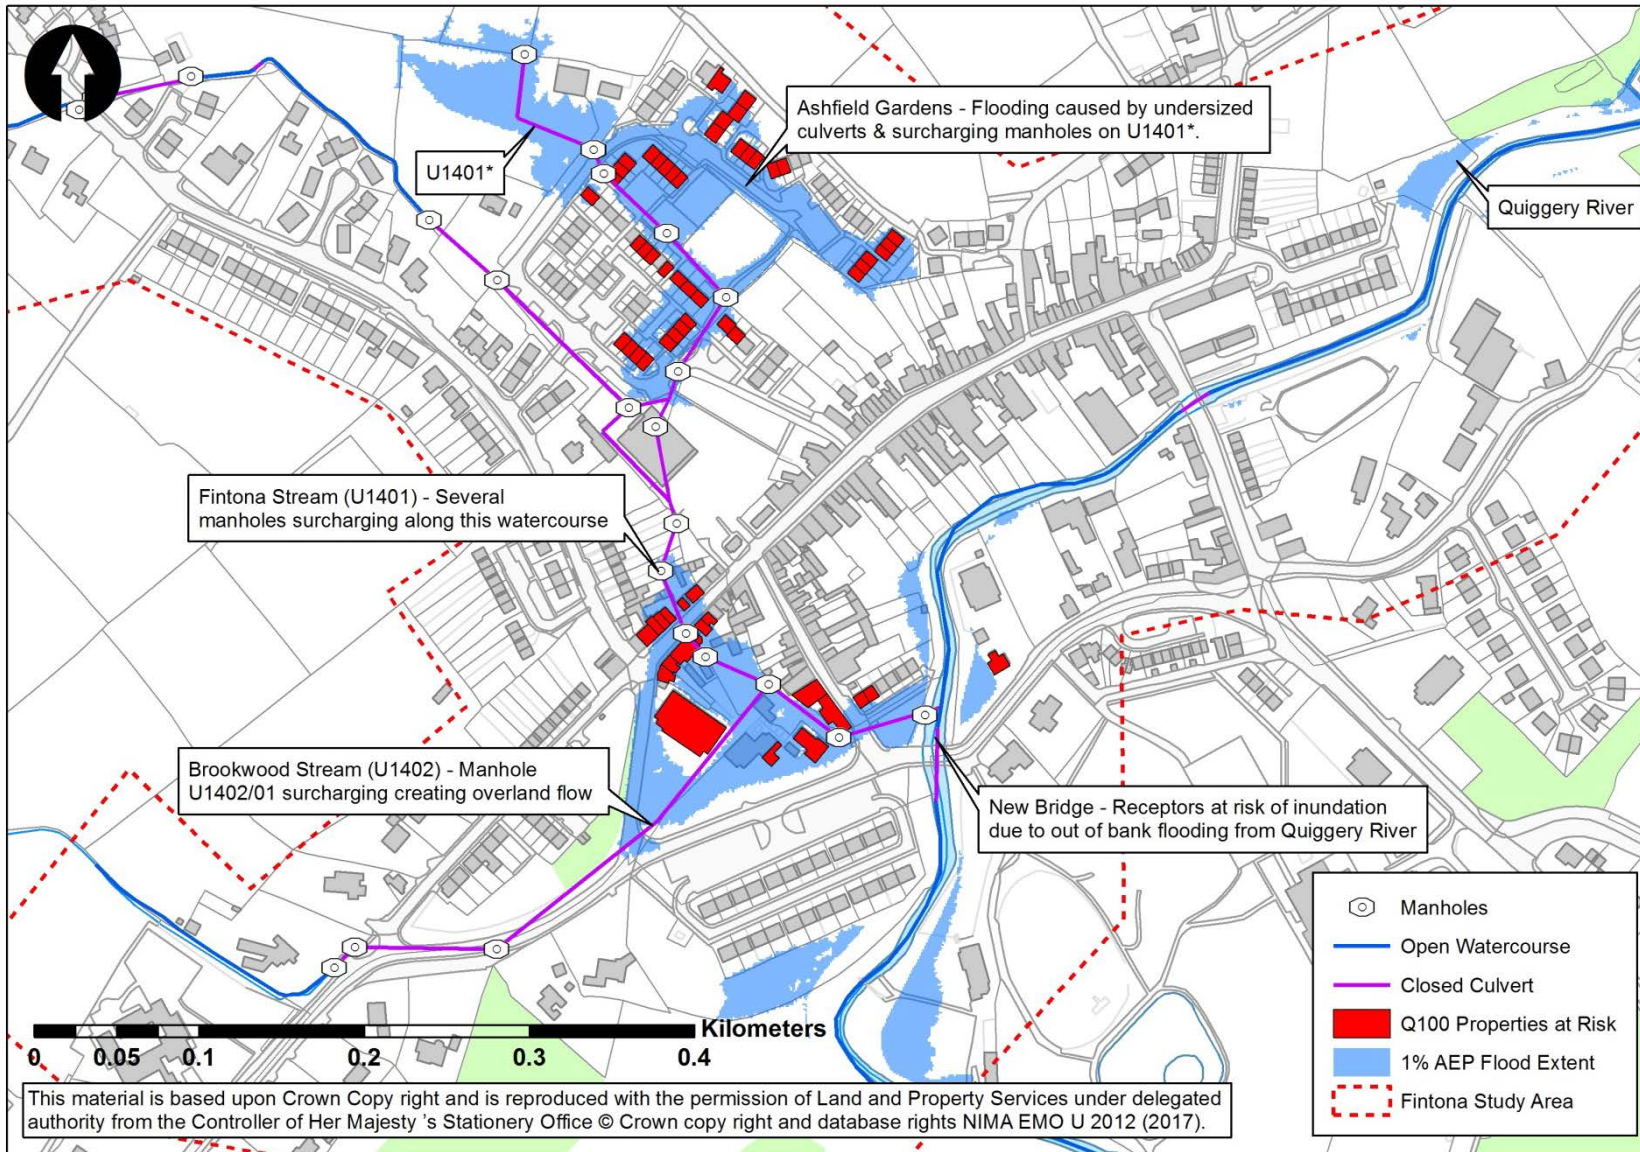 Ashfield Gardens - Flooding caused by undersized
culverts & surcharging manholes on U1401*.
U1401*
Quiggery River
Fintona Stream (U1401) - Several
manholes surcharging along this watercourse
Brookwood Stream (U1402) - Manhole
U1402/01 surcharging creating overland flow
New Bridge - Receptors at risk of inundation
due to out of bank flooding from Quiggery River
Manholes
Open Watercourse
Closed Culvert
Q100 Properties at Risk
1% AEP Flood Extent
Fintona Study Area
Kilometers
0 0.05 0.1 0.2 0.3 0.4
This material is based upon Crown Copy right and is reproduced with the permission of Land and Property Services under delegated
authority from the Controller of Her Majesty 's Stationery Office © Crown copy right and database rights NIMA EMO U 2012 (2017).